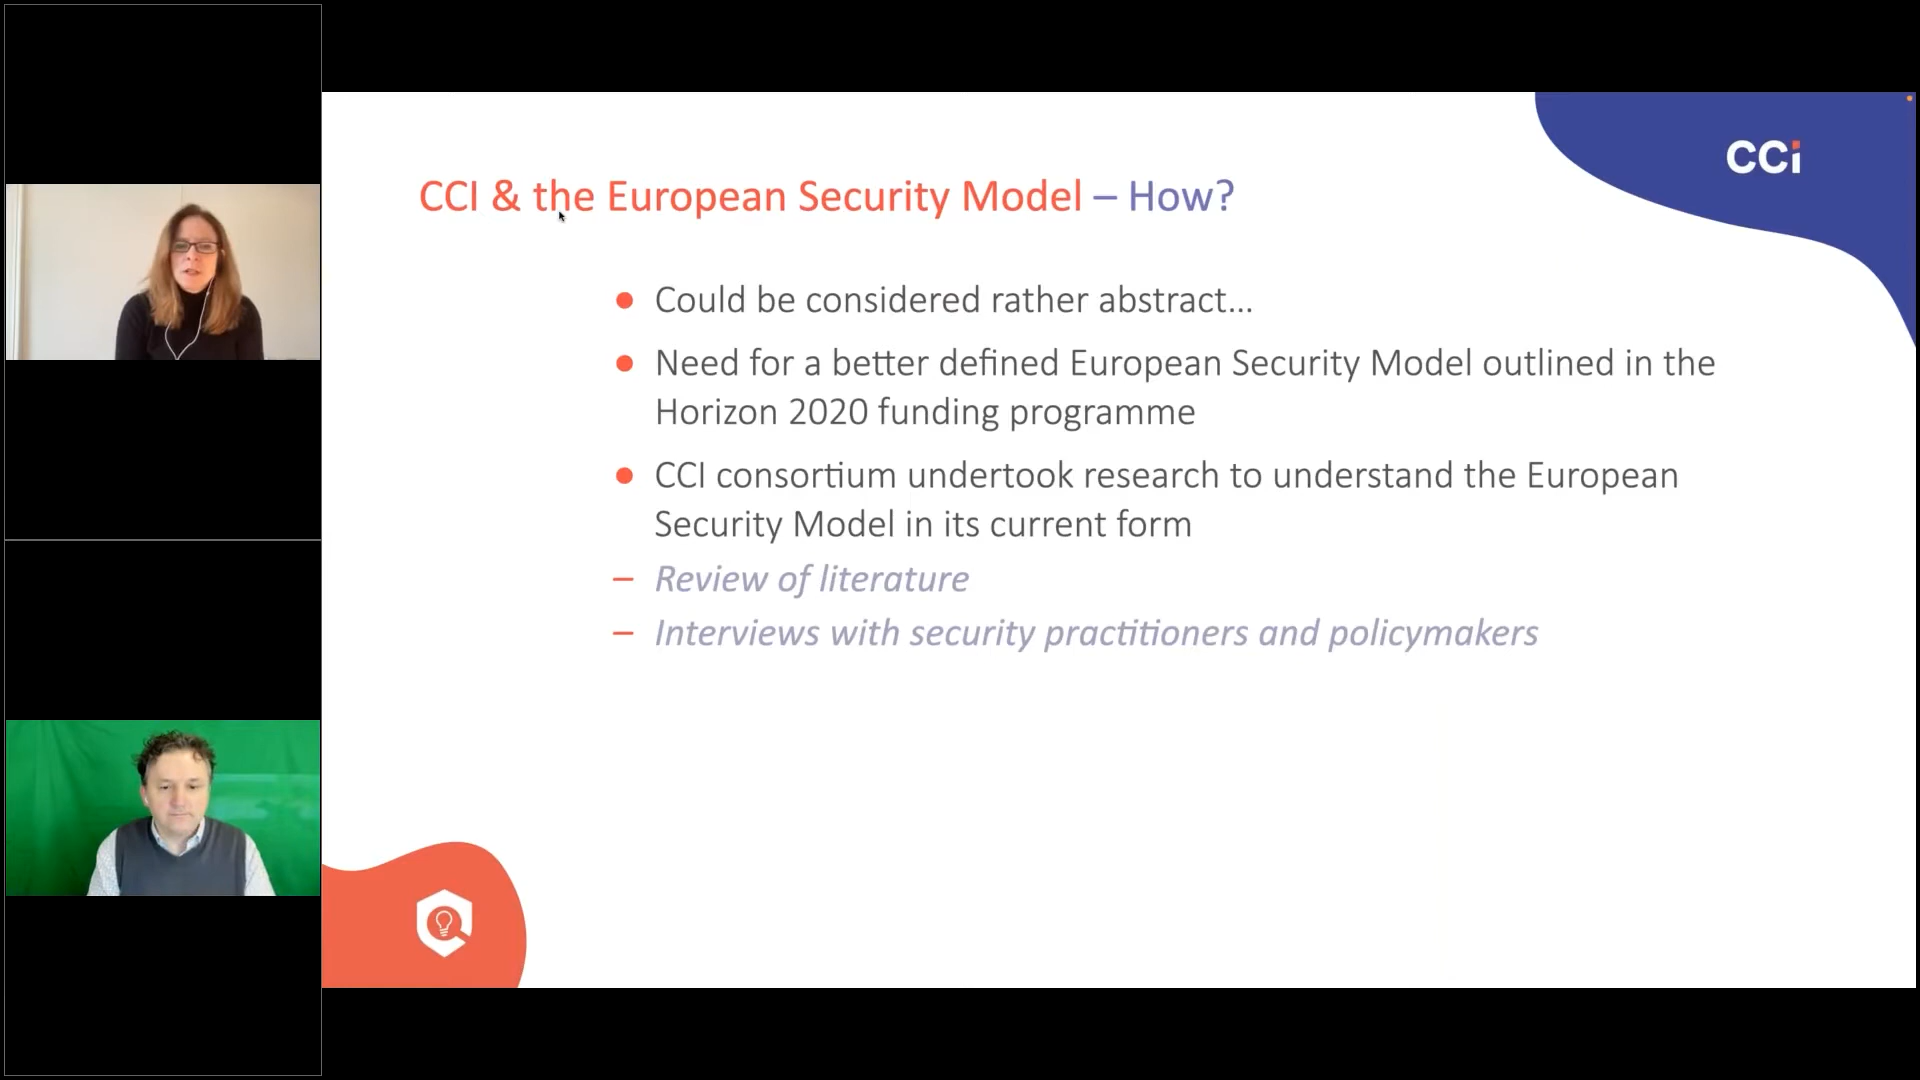 CCI
CCI & the European Security Model – How?
● Could be considered rather abstract...
● Need for a better defined European Security Model outlined in the
Horizon 2020 funding programme
● CCI consortium undertook research to understand the European
Security Model in its current form
– Review of literature
– Interviews with security practitioners and policymakers